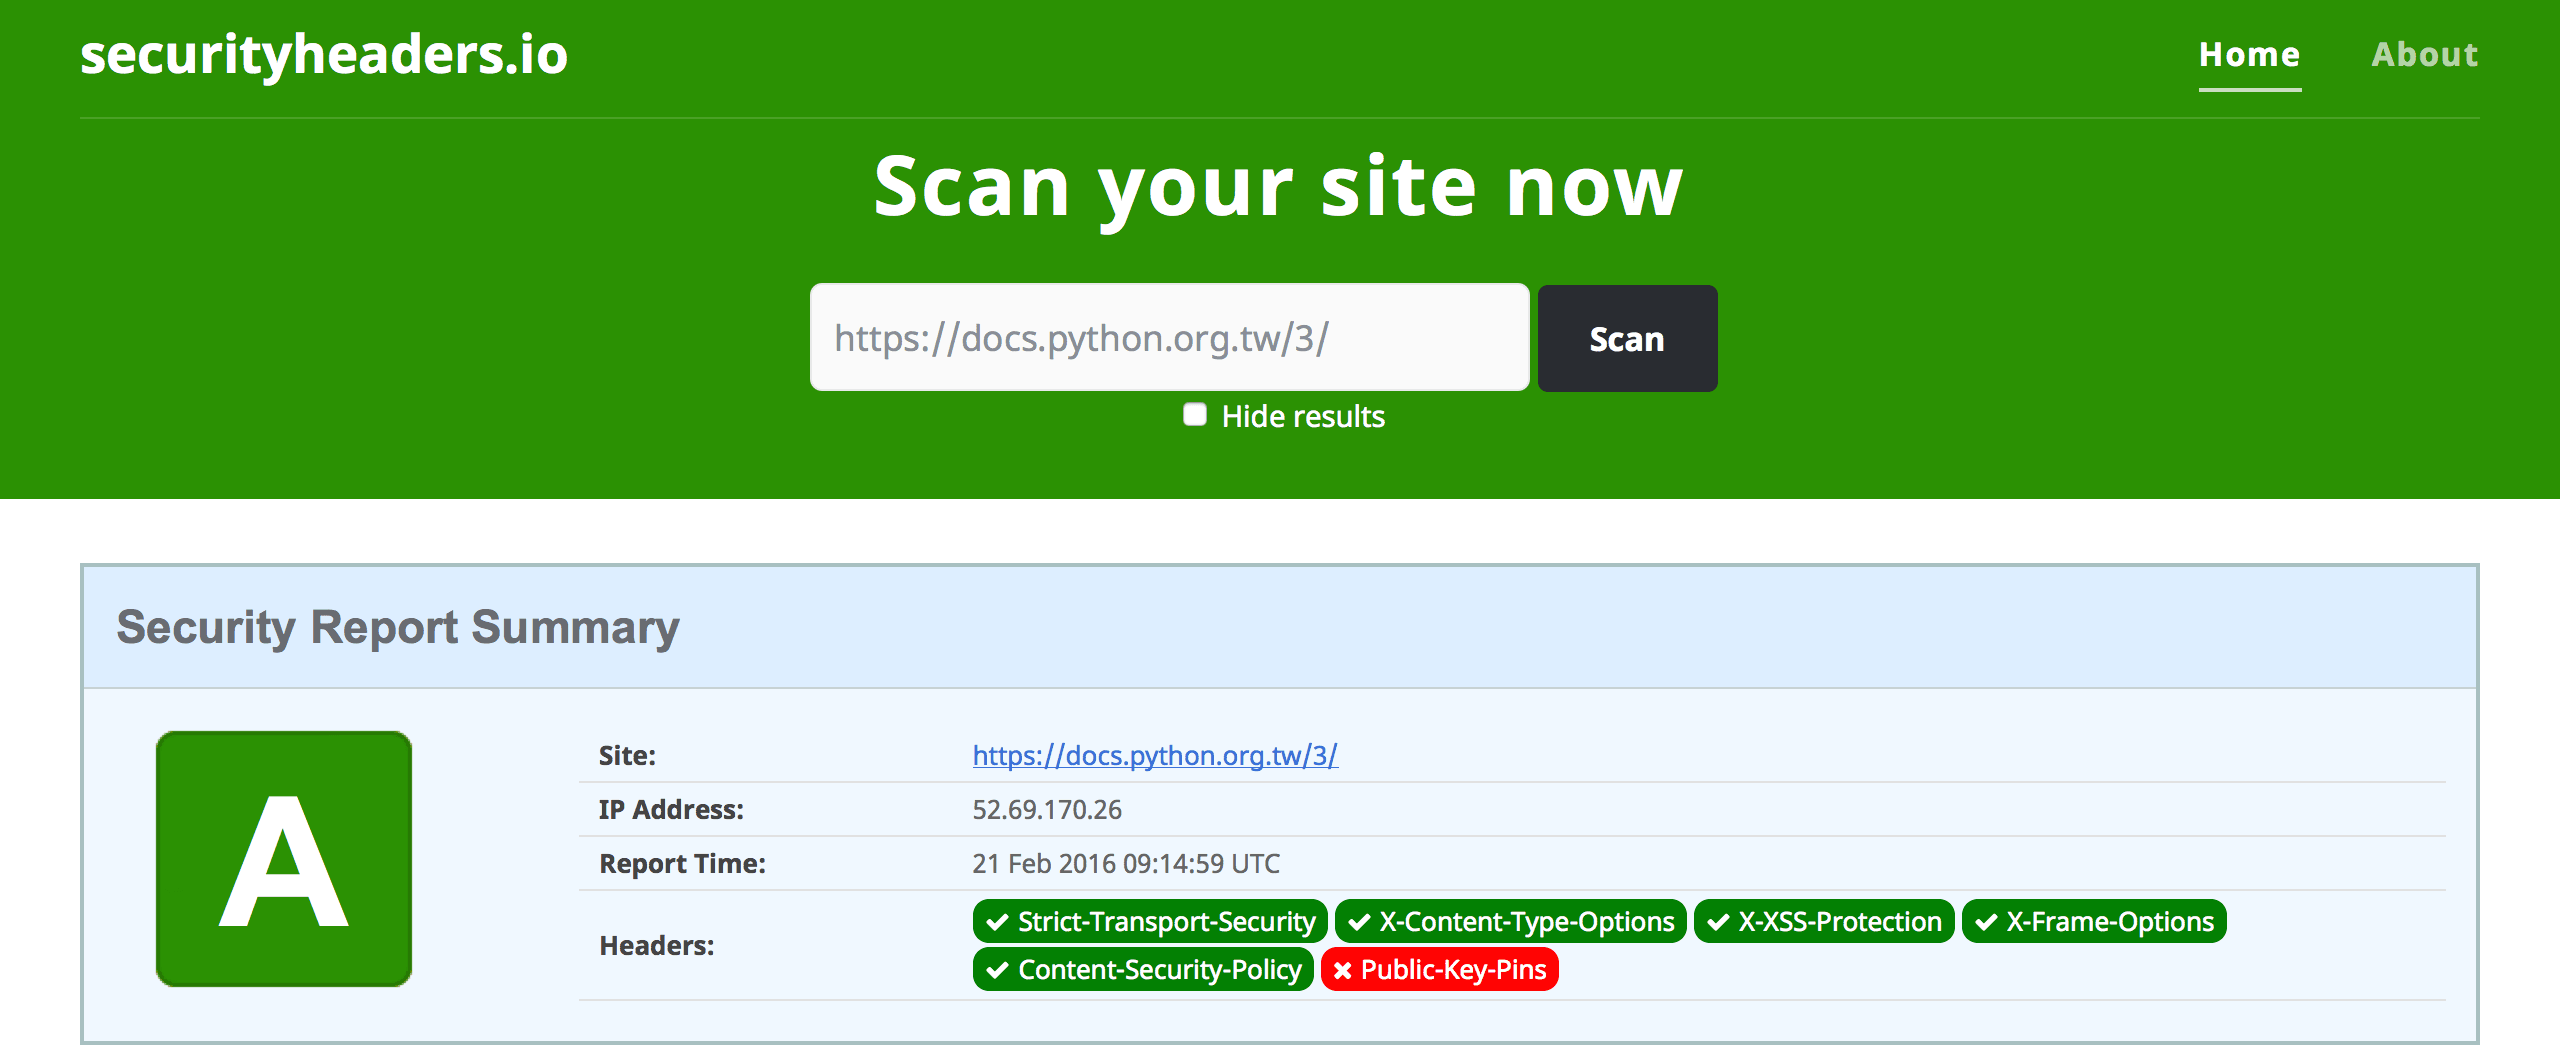 securityheaders.io Home About
Scan your site now
https://docs.python.org.tw/3/ Scan
Hide results
Security Report Summary
A
Site: https://docs.python.org.tw/3/
IP Address: 52.69.170.26
Report Time: 21 Feb 2016 09:14:59 UTC
Headers: Strict-Transport-Security X-Content-Type-Options X-XSS-Protection X-Frame-Options
Content-Security-Policy Public-Key-Pins